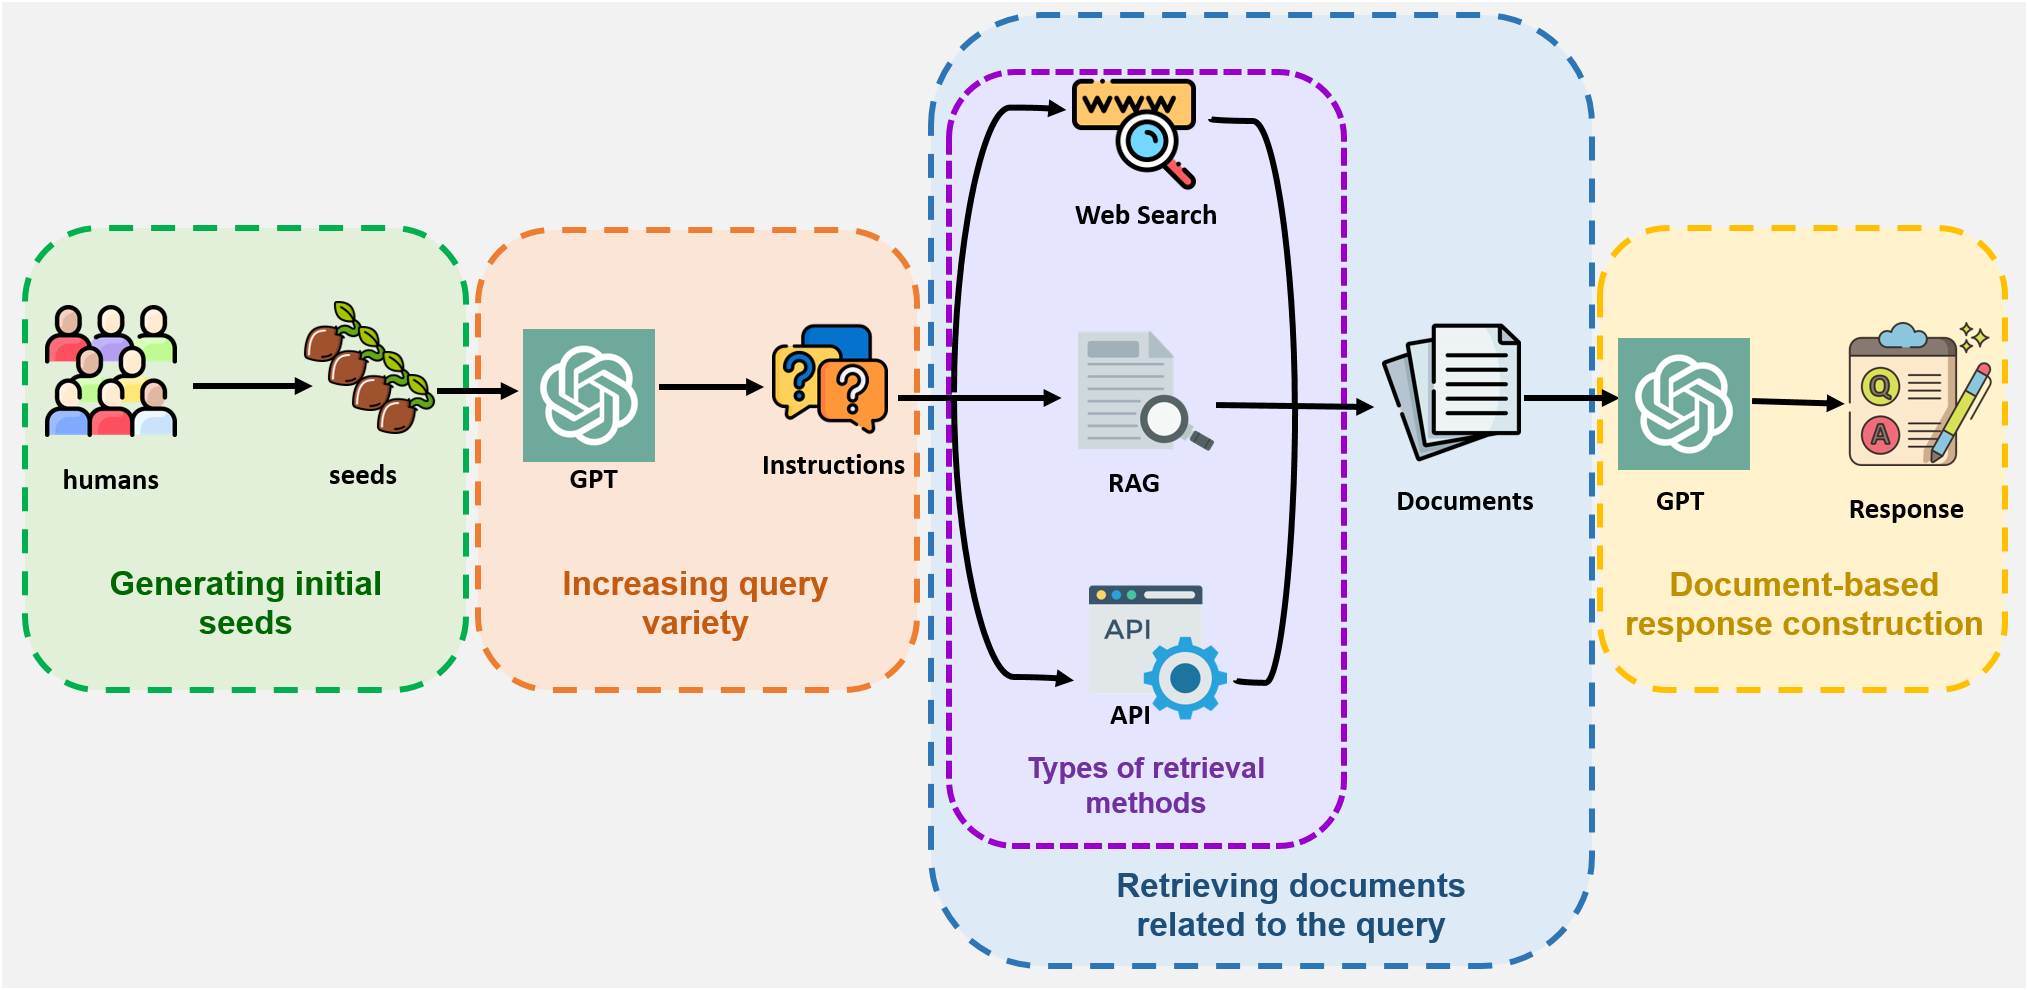 humans
seeds
Generating initial
seeds
GPT
Instructions
Increasing query
variety
WWW
Web Search
RAG
API
API
Types of retrieval
methods
Documents
Retrieving documents
related to the query
GPT
Q
A
Response
Document-based
response construction